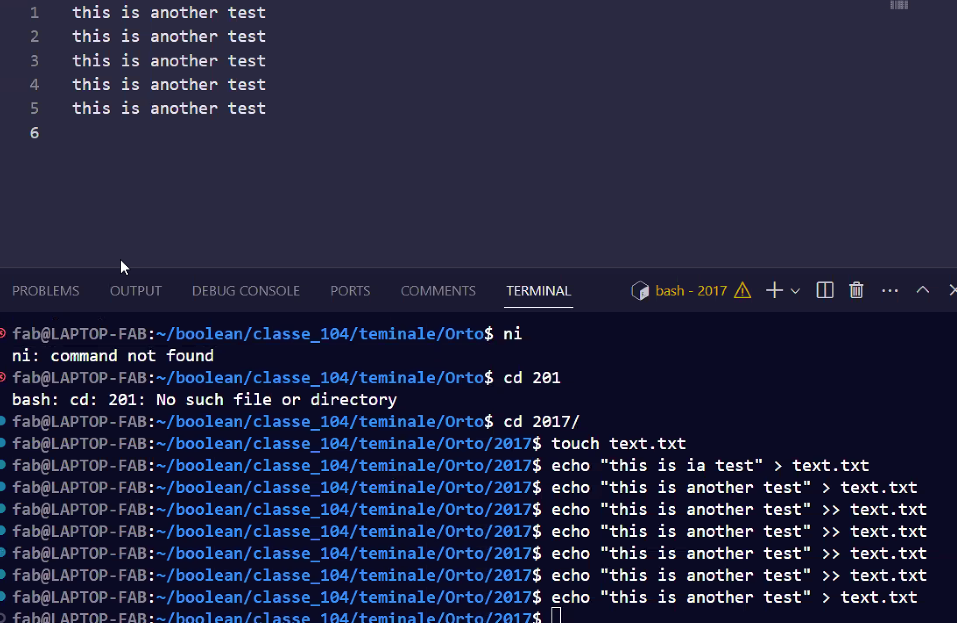 1 this is another test
2 this is another test
3 this is another test
4 this is another test
5 this is another test
6
PROBLEMS OUTPUT DEBUG CONSOLE PORTS COMMENTS TERMINAL bash - 2017
fab@LAPTOP-FAB:~/boolean/classe_104/teminale/Orto$ ni
ni: command not found
fab@LAPTOP-FAB:~/boolean/classe_104/teminale/Orto$ cd 201
bash: cd: 201: No such file or directory
fab@LAPTOP-FAB:~/boolean/classe_104/teminale/Orto$ cd 2017/
fab@LAPTOP-FAB:~/boolean/classe_104/teminale/Orto/2017$ touch text.txt
fab@LAPTOP-FAB:~/boolean/classe_104/teminale/Orto/2017$ echo "this is ia test" > text.txt
fab@LAPTOP-FAB:~/boolean/classe_104/teminale/Orto/2017$ echo "this is another test" > text.txt
fab@LAPTOP-FAB:~/boolean/classe_104/teminale/Orto/2017$ echo "this is another test" >> text.txt
fab@LAPTOP-FAB:~/boolean/classe_104/teminale/Orto/2017$ echo "this is another test" >> text.txt
fab@LAPTOP-FAB:~/boolean/classe_104/teminale/Orto/2017$ echo "this is another test" >> text.txt
fab@LAPTOP-FAB:~/boolean/classe_104/teminale/Orto/2017$ echo "this is another test" >> text.txt
fab@LAPTOP-FAB:~/boolean/classe_104/teminale/Orto/2017$ echo "this is another test" > text.txt
fab@LAPTOP-FAB:~/boolean/classe_104/teminale/Orto/2017$